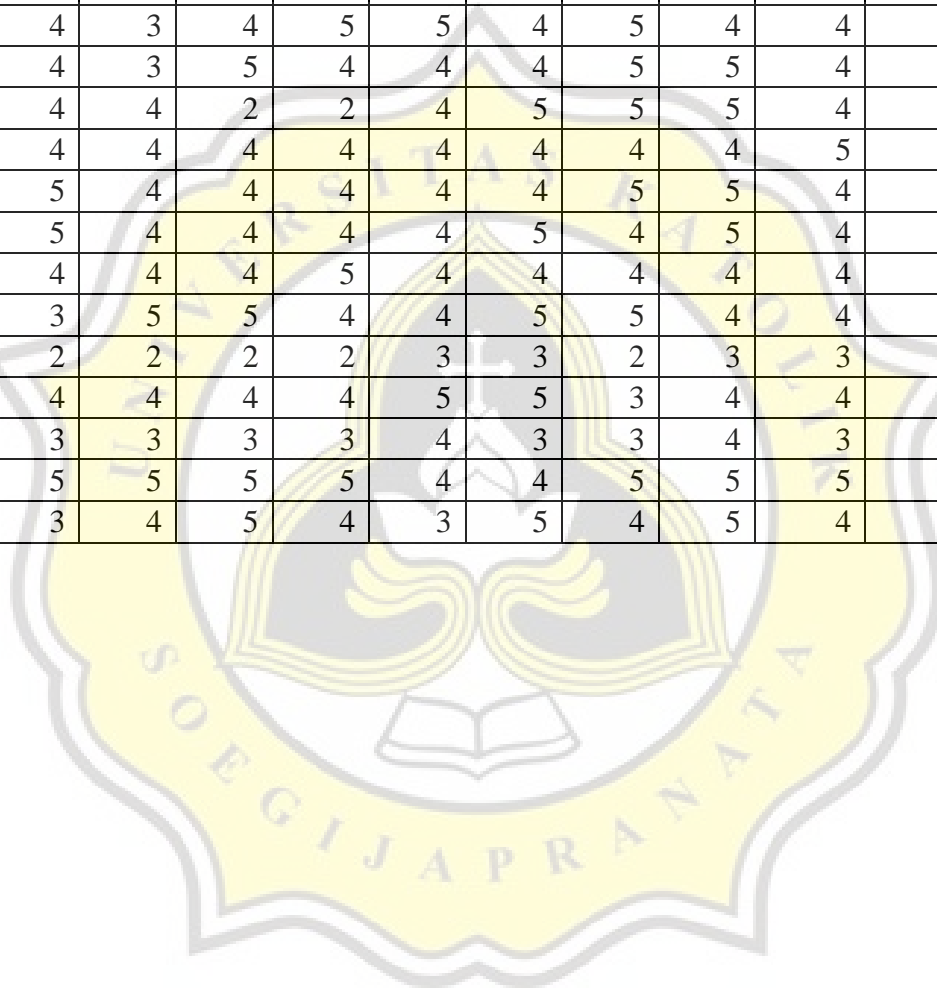 4 3 4 5 5 4 5 4 4
4 3 5 4 4 4 5 5 4
4 4 2 2 4 5 5 5 4
4 4 4 4 4 4 4 4 5
5 4 4 4 4 4 5 5 4
5 4 4 4 4 5 4 5 4
4 4 4 5 4 4 4 4 4
3 5 5 4 4 5 5 4 4
2 2 2 2 3 3 2 3 3
4 4 4 4 5 5 3 4 4
3 3 3 3 4 3 3 4 3
5 5 5 5 4 4 5 5 5
3 4 5 4 3 5 4 5 4
UNIVERSITAS KATOLIK
SOEGIJAPRANATA